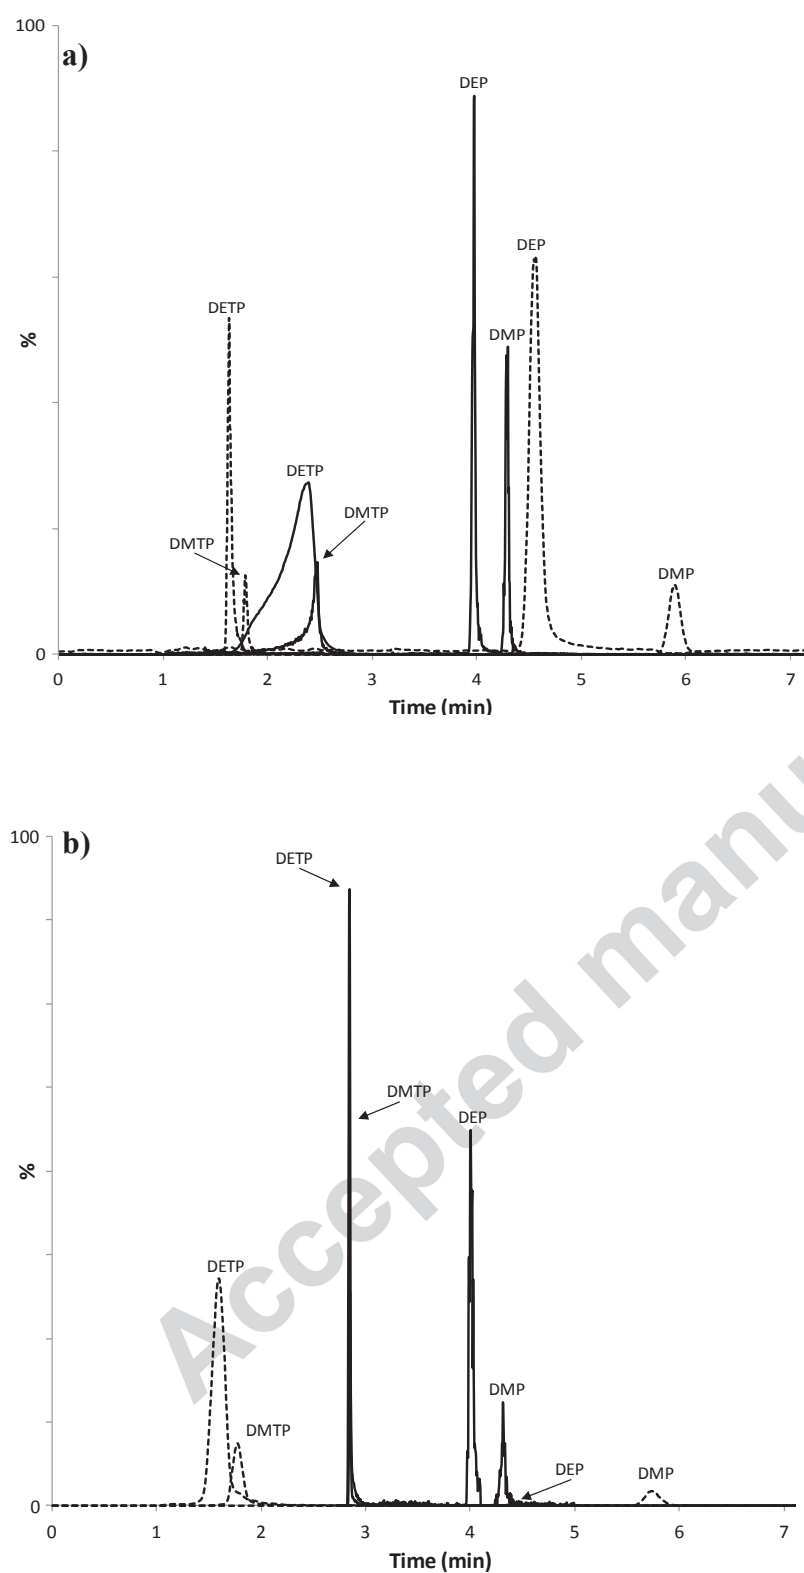 100
a)
DEP
DEP
DETP
DMP
%
DETP
DMTP
DMTP
DMP
0
0 1 2 3 4 5 6 7
Time (min)
100
b)
DETP
Accepted manu
DMTP
DEP
%
DETP
DMP
DMTP
DEP
DMP
0
0 1 2 3 4 5 6 7
Time (min)